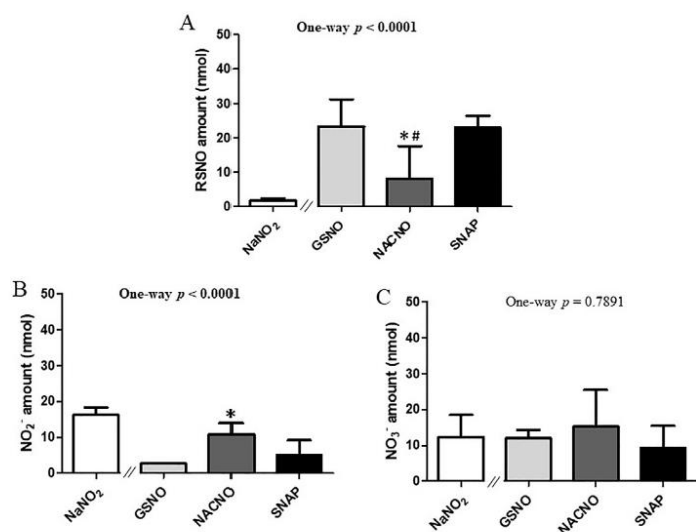 A
One-way p < 0.0001
RSNO amount (nmol)
50
40
30
20
10
0
*#
NaNO₂
//
GSNO
NACNO
SNAP
B
One-way p < 0.0001
NO₂⁻ amount (nmol)
50
40
30
20
10
0
*
NaNO₂
//
GSNO
NACNO
SNAP
C
One-way p = 0.7891
NO₃⁻ amount (nmol)
50
40
30
20
10
0
NaNO₂
//
GSNO
NACNO
SNAP